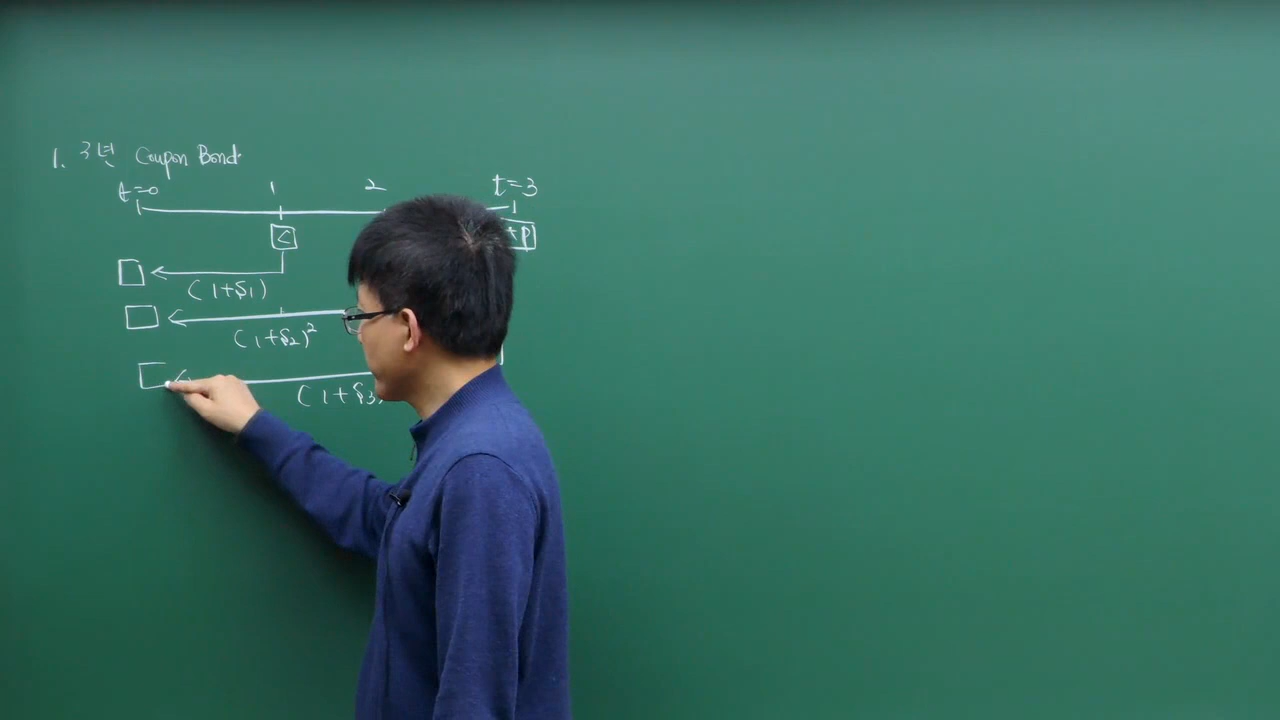 1. 3년 Coupon Bond
t=0 1 2 t=3
C +P
(1+S1)
(1+S2)²
(1+S3)